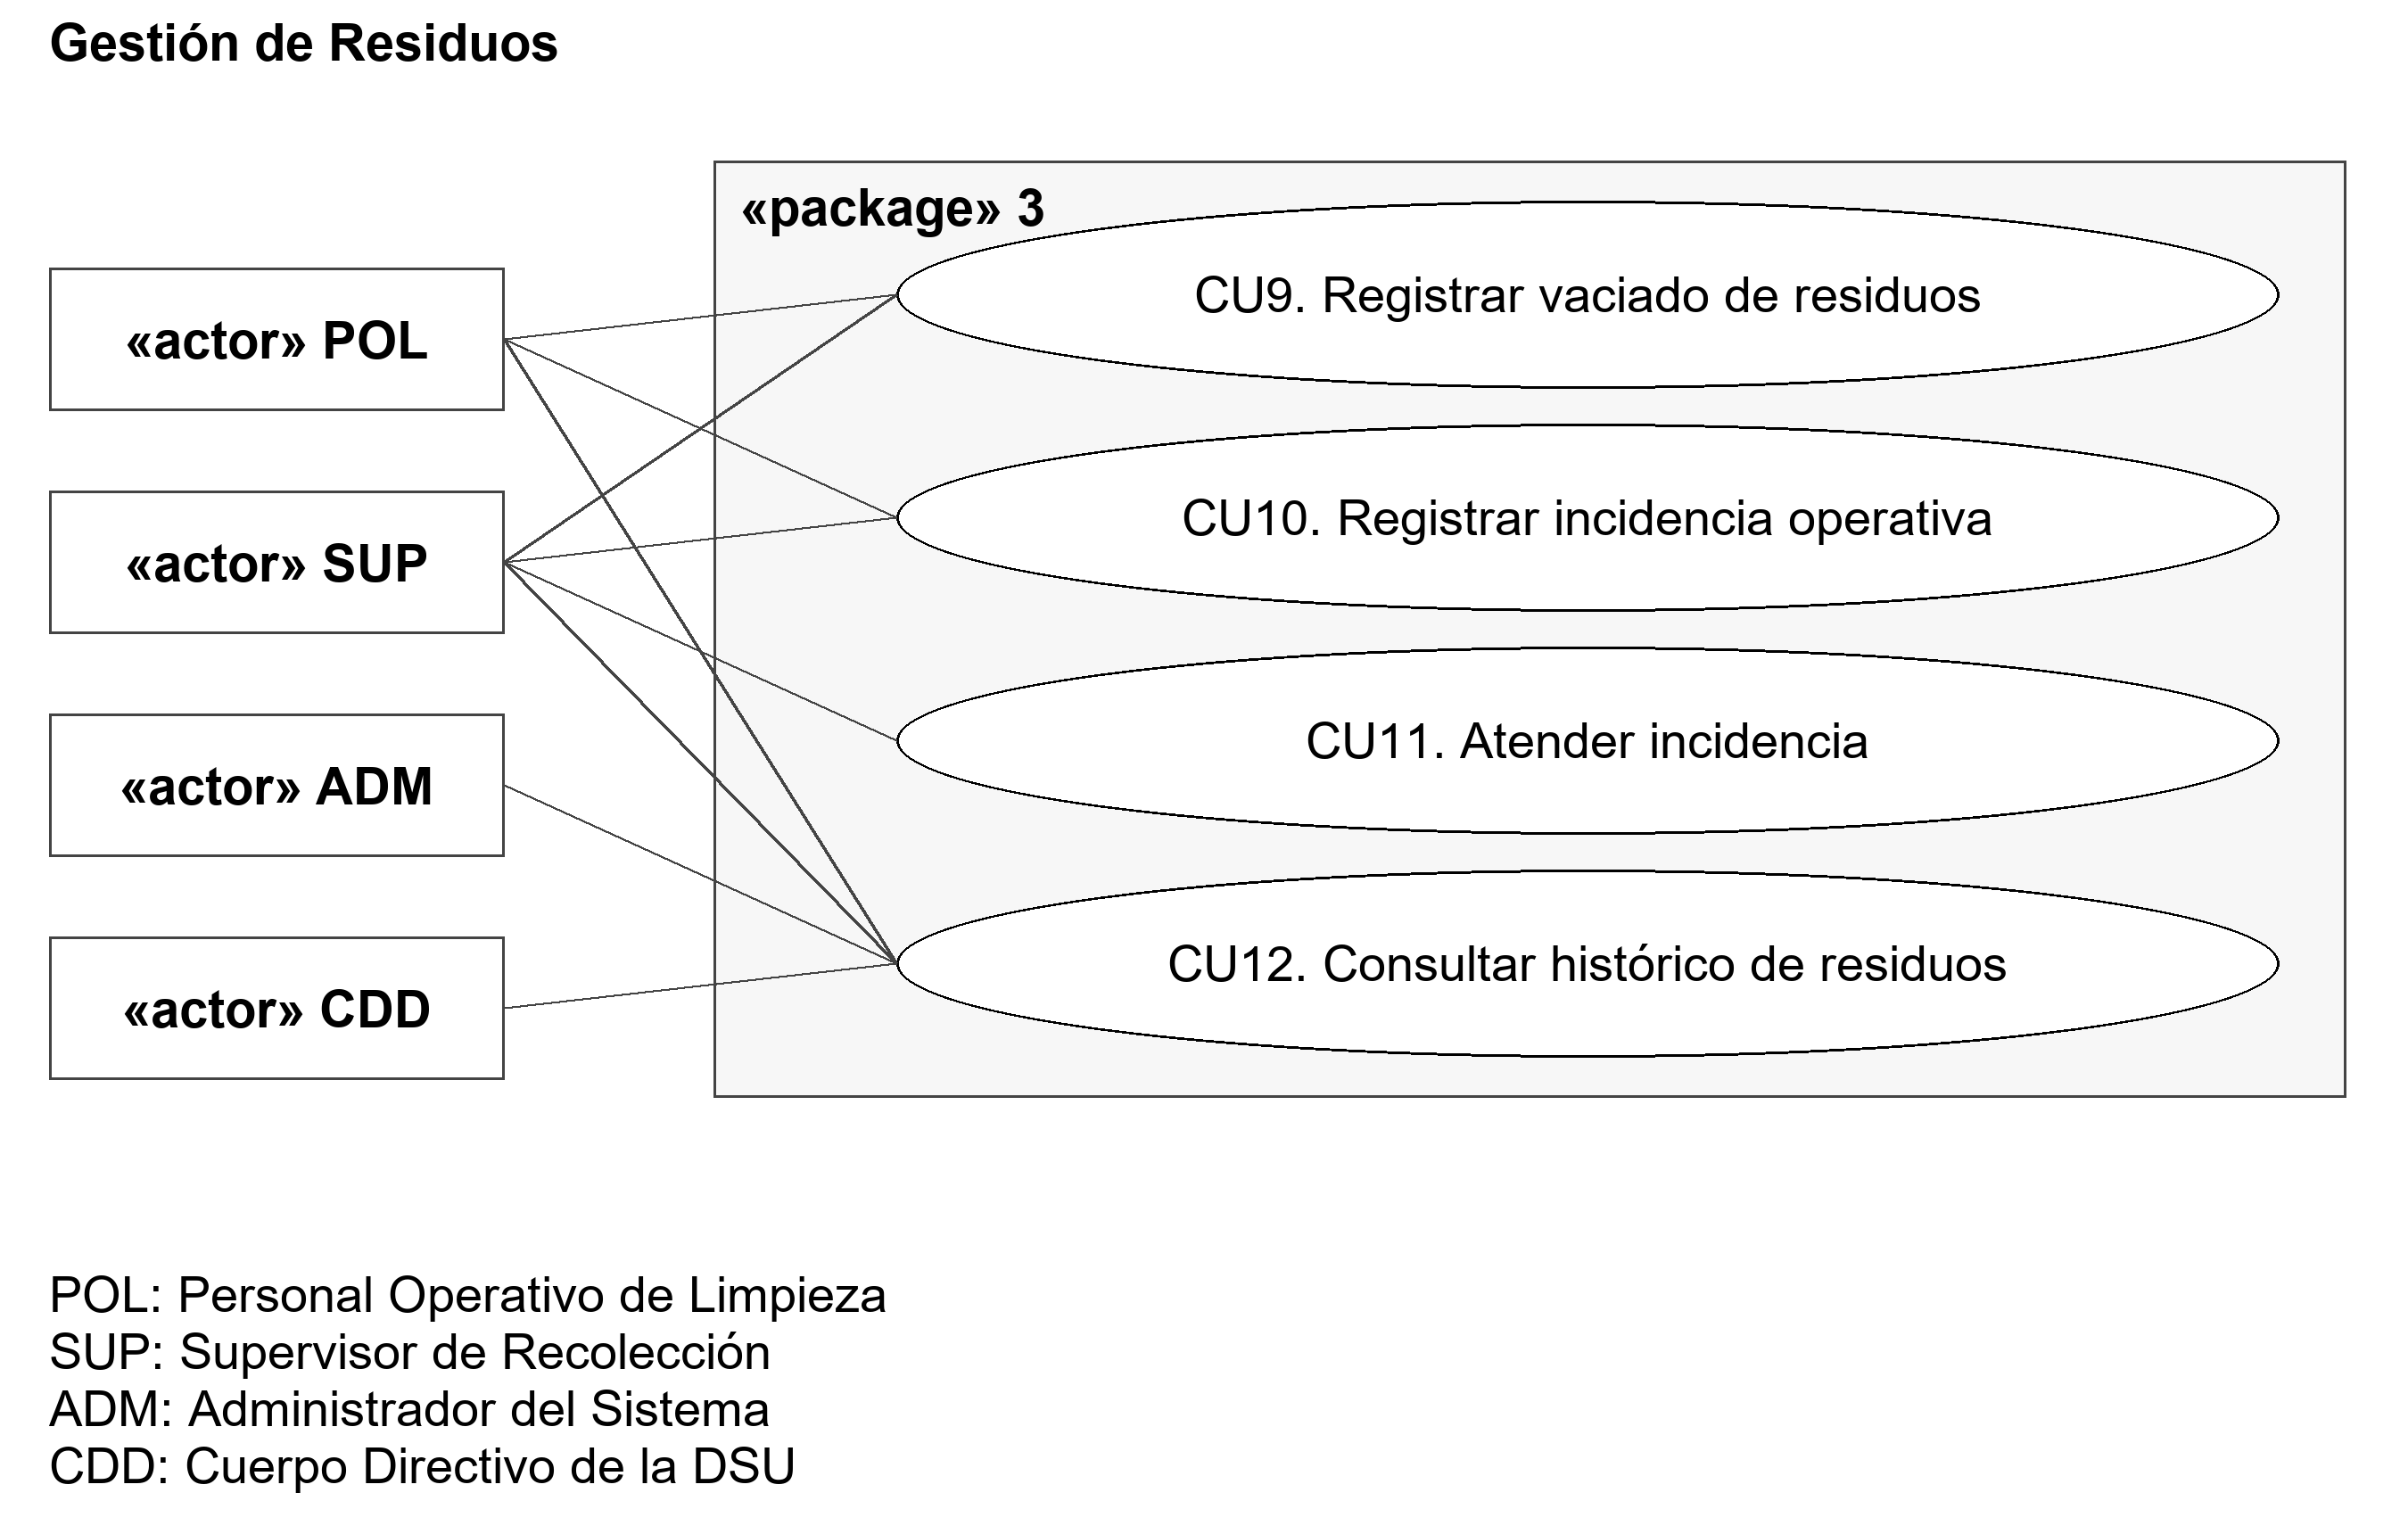 Gestión de Residuos
«package» 3
CU9. Registrar vaciado de residuos
«actor» POL
CU10. Registrar incidencia operativa
«actor» SUP
CU11. Atender incidencia
«actor» ADM
CU12. Consultar histórico de residuos
«actor» CDD
POL: Personal Operativo de Limpieza
SUP: Supervisor de Recolección
ADM: Administrador del Sistema
CDD: Cuerpo Directivo de la DSU